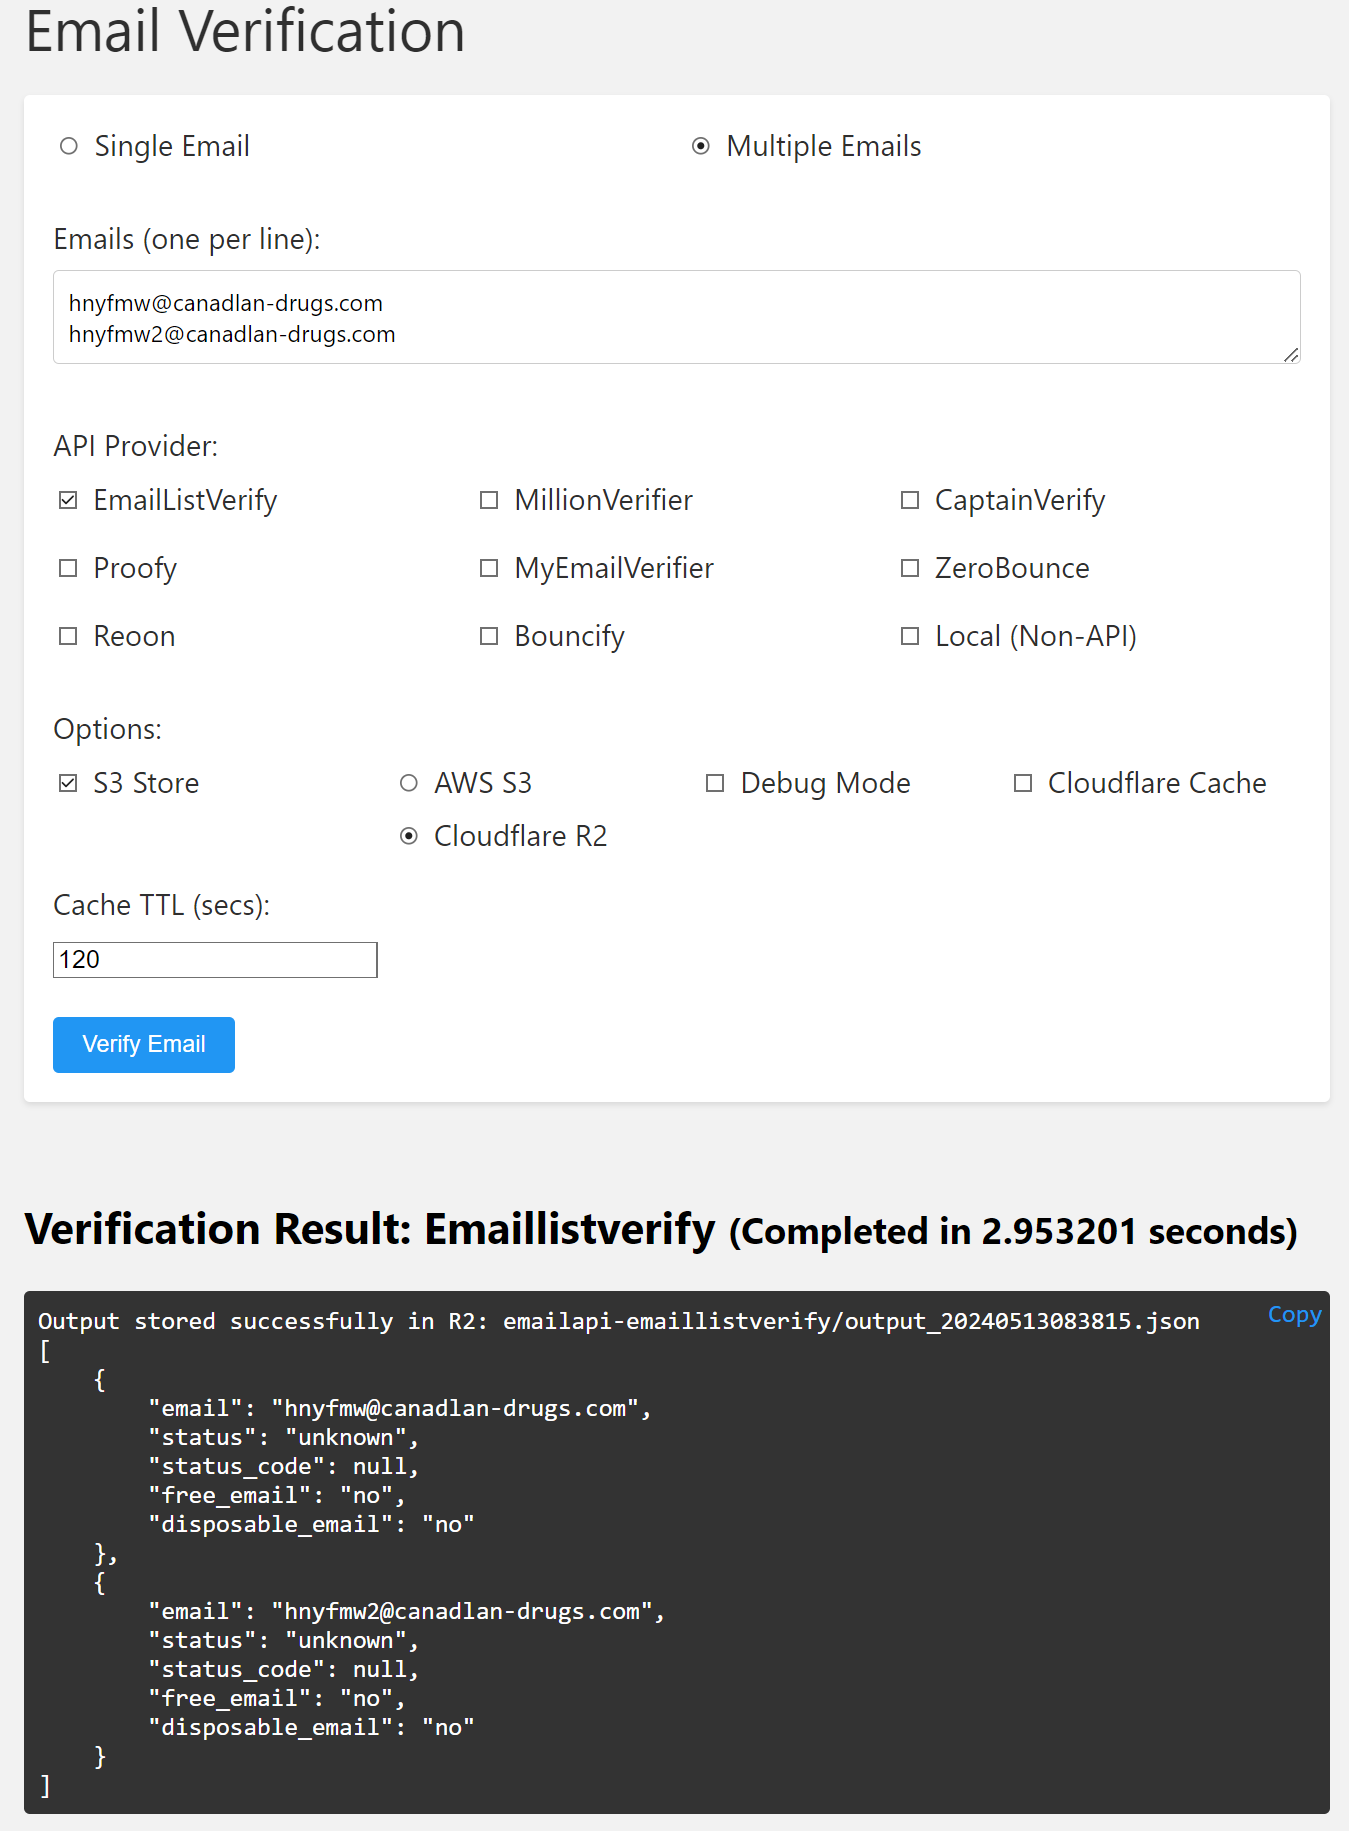 Email Verification
Single Email
Multiple Emails
Emails (one per line):
hnyfmw@canadlan-drugs.com
hnyfmw2@canadlan-drugs.com
API Provider:
EmailListVerify
MillionVerifier
CaptainVerify
Proofy
MyEmailVerifier
ZeroBounce
Reoon
Bouncify
Local (Non-API)
Options:
S3 Store
AWS S3
Debug Mode
Cloudflare Cache
Cloudflare R2
Cache TTL (secs):
120
Verify Email
Verification Result: Emaillistverify (Completed in 2.953201 seconds)
Copy
Output stored successfully in R2: emailapi-emaillistverify/output_20240513083815.json
[
    {
        "email": "hnyfmw@canadlan-drugs.com",
        "status": "unknown",
        "status_code": null,
        "free_email": "no",
        "disposable_email": "no"
    },
    {
        "email": "hnyfmw2@canadlan-drugs.com",
        "status": "unknown",
        "status_code": null,
        "free_email": "no",
        "disposable_email": "no"
    }
]